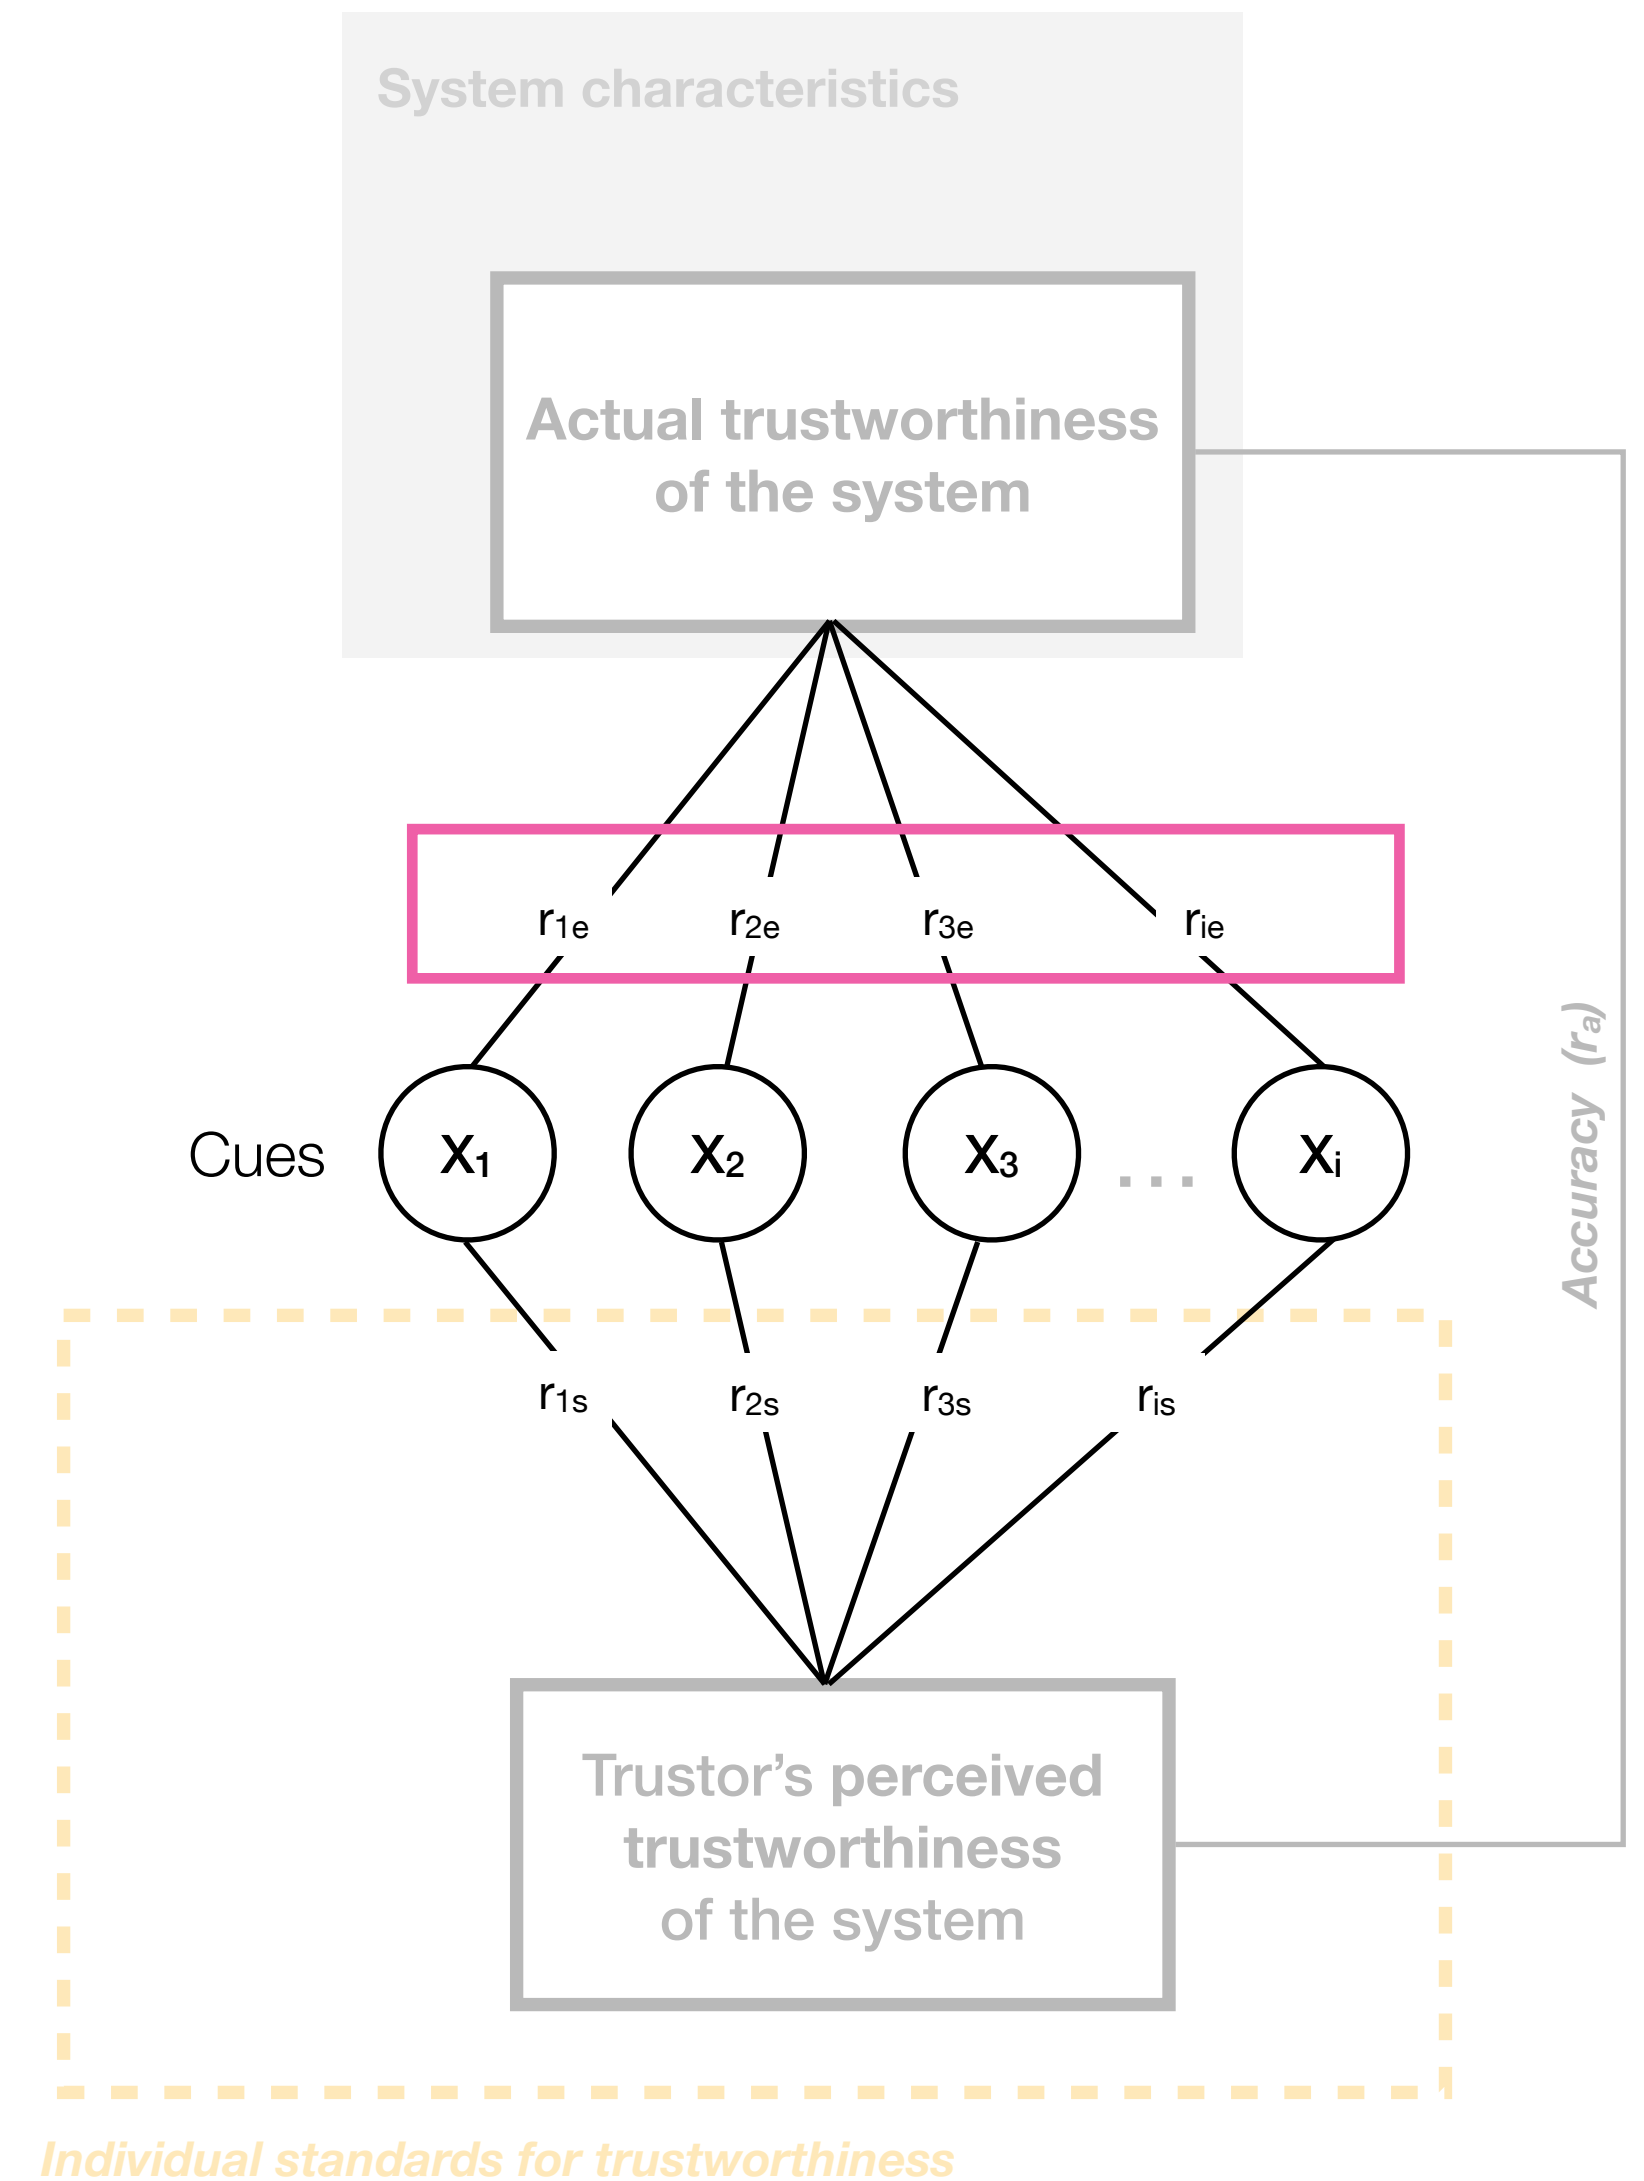 System characteristics
Actual trustworthiness
of the system
r1e r2e r3e rie
Cues X1 X2 X3 ... Xi
Accuracy (ra)
r1s r2s r3s ris
Trustor’s perceived
trustworthiness
of the system
Individual standards for trustworthiness